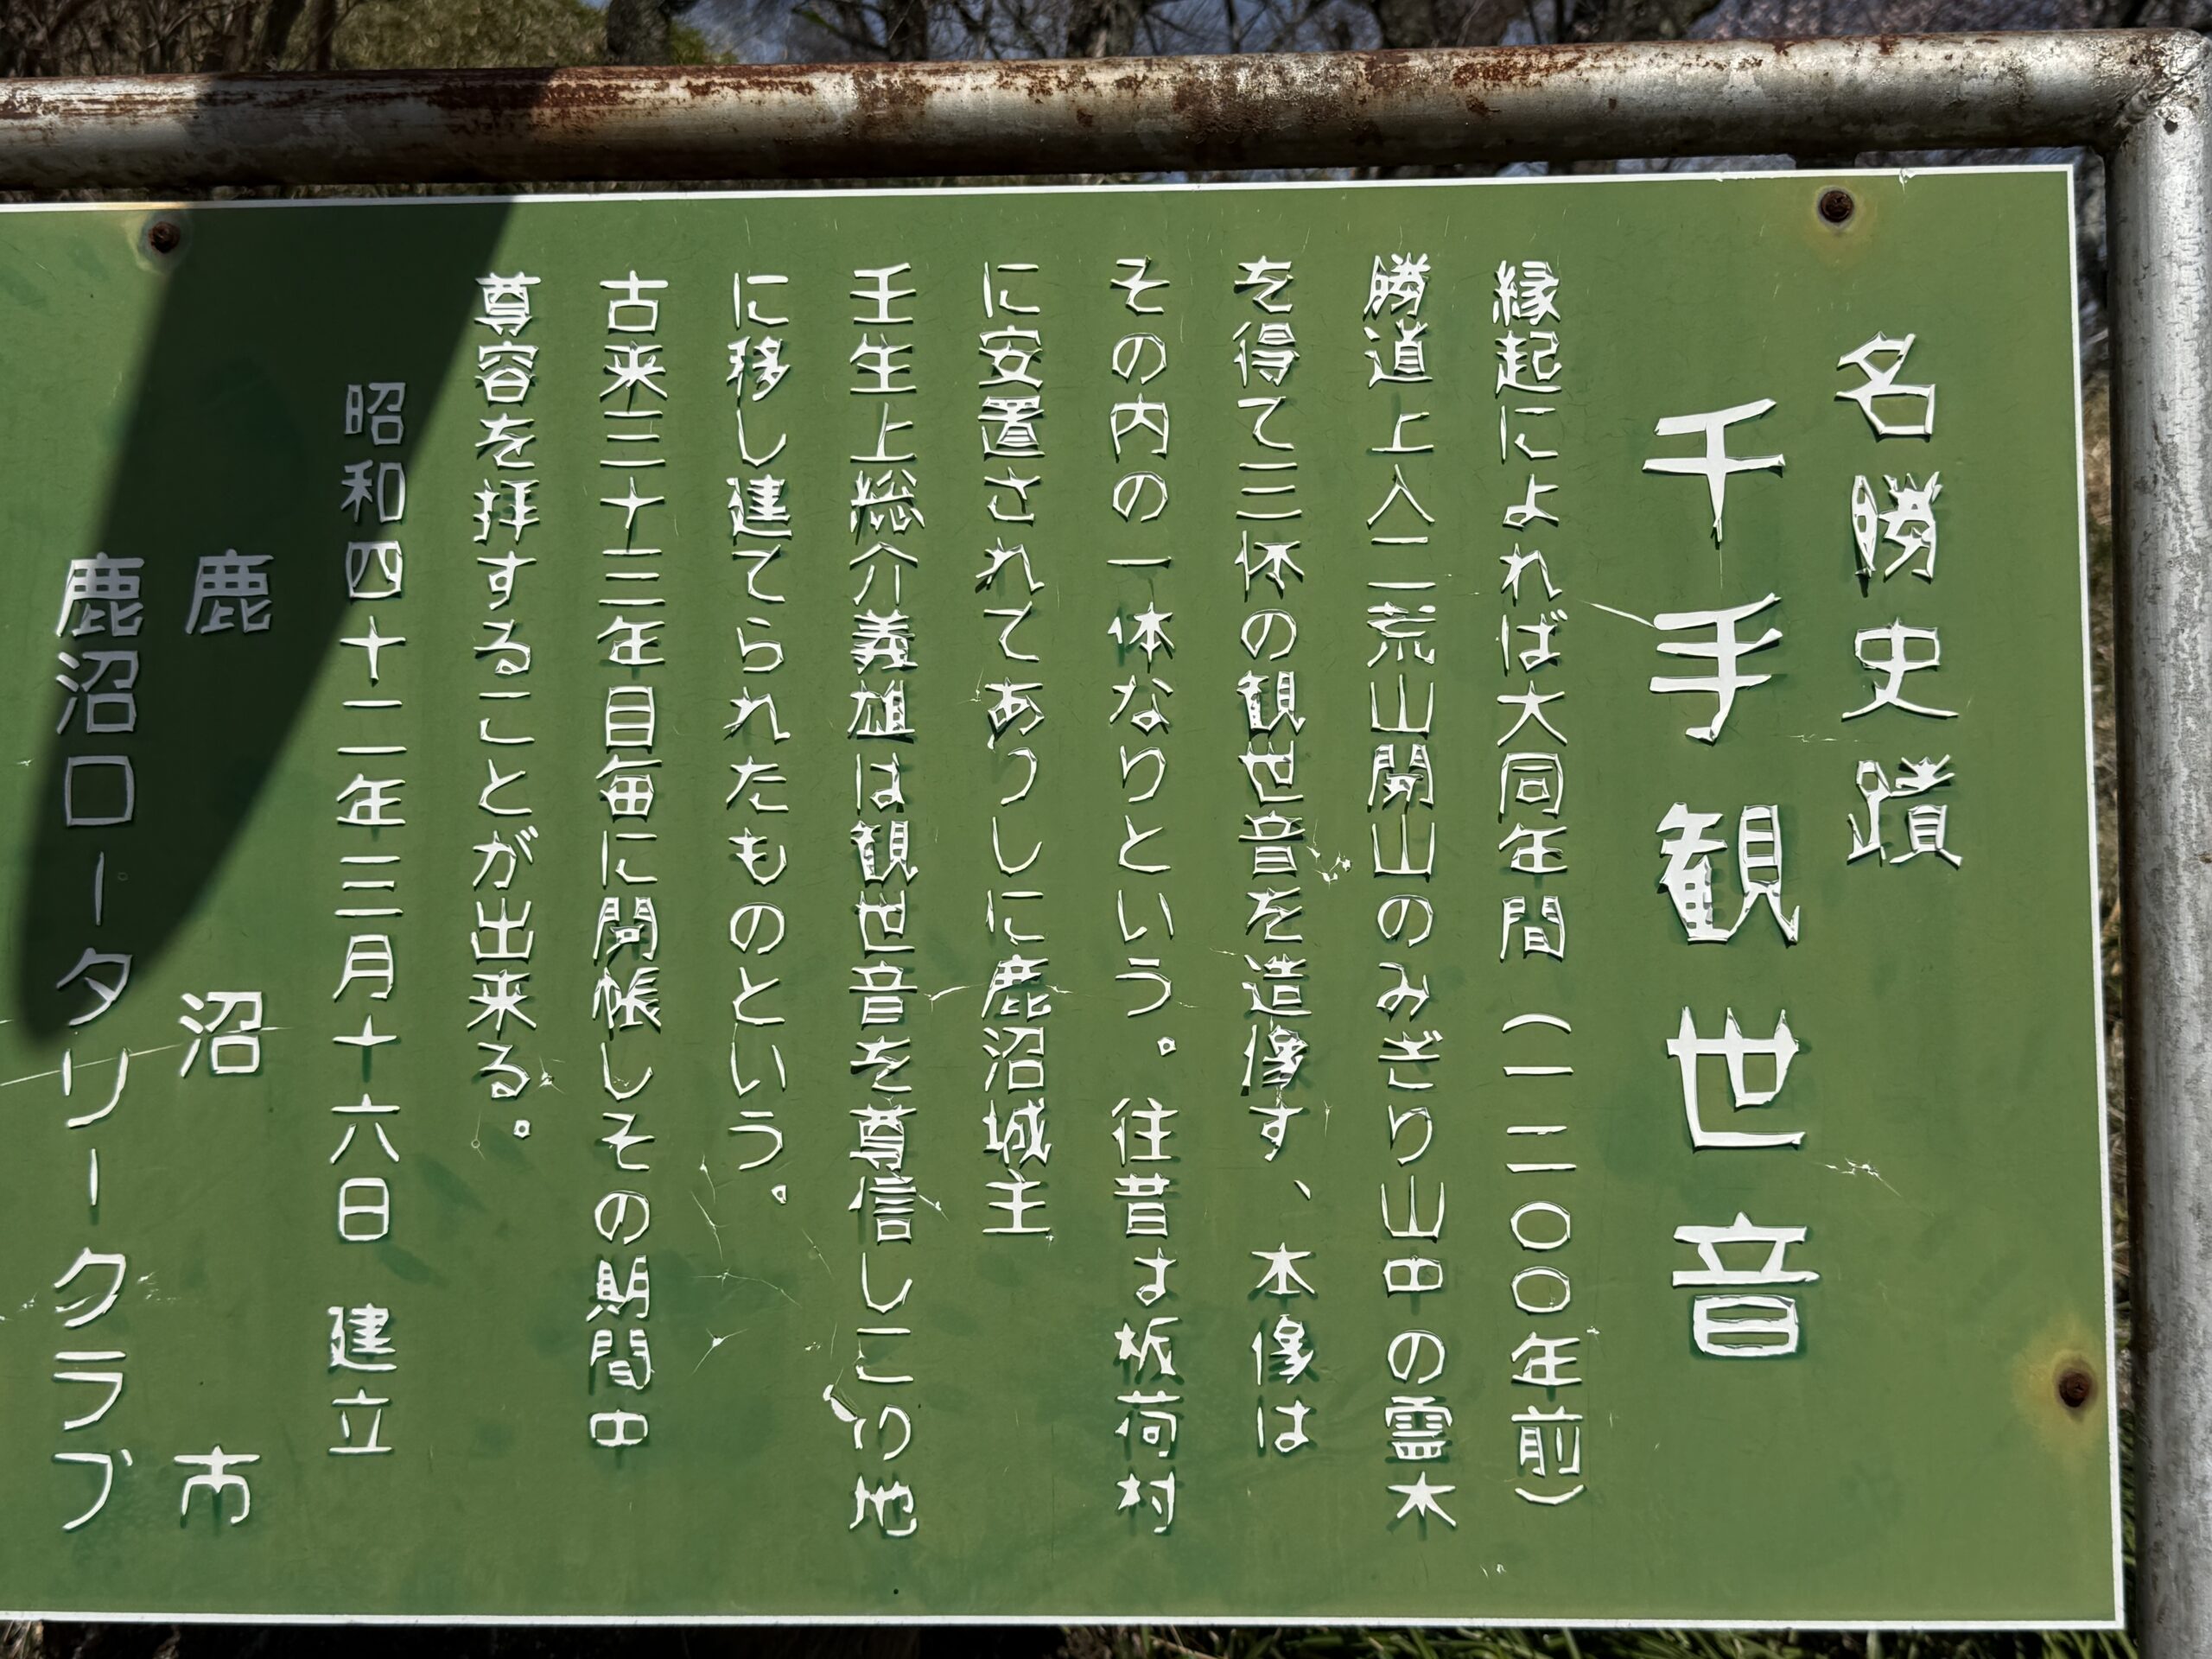 名勝史蹟
千手観世音
縁起によれば大同年間(一二〇〇年前)
勝道上人二荒山開山のみぎり山中の霊木
を得て三体の観世音を造像す、本像は
その内の一体なりという。往昔は板荷村
に安置されてありしに鹿沼城主
壬生上総介義雄は観世音を尊信しこの地
に移し建てられたものという。
古来三十三年目毎に開帳しその期間中
尊容を拝することが出来る。
昭和四十二年三月十六日 建立
鹿沼市
鹿沼ロータリークラブ